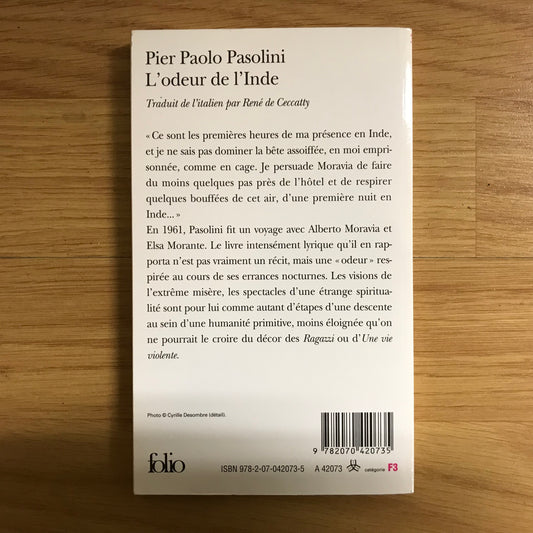 Pier Paolo Pasolini
L'odeur de l'Inde
Traduit de l'italien par René de Ceccatty
« Ce sont les premières heures de ma présence en Inde,
et je ne sais pas dominer la bête assoiffée, en moi empri-
sonnée, comme en cage. Je persuade Moravia de faire
du moins quelques pas près de l'hôtel et de respirer
quelques bouffées de cet air, d'une première nuit en
Inde... »
En 1961, Pasolini fit un voyage avec Alberto Moravia et
Elsa Morante. Le livre intensément lyrique qu'il en rap-
porta n'est pas vraiment un récit, mais une « odeur » res-
pirée au cours de ses errances nocturnes. Les visions de
l'extrême misère, les spectacles d'une étrange spiritua-
lité sont pour lui comme autant d'étapes d'une descente
au sein d'une humanité primitive, moins éloignée qu'on
ne pourrait le croire du décor des Ragazzi ou d'Une vie
violente.
Photo © Cyrille Desombre (détail).
9 782070 420735
folio
ISBN 978-2-07-042073-5 A 42073 catégorie F3